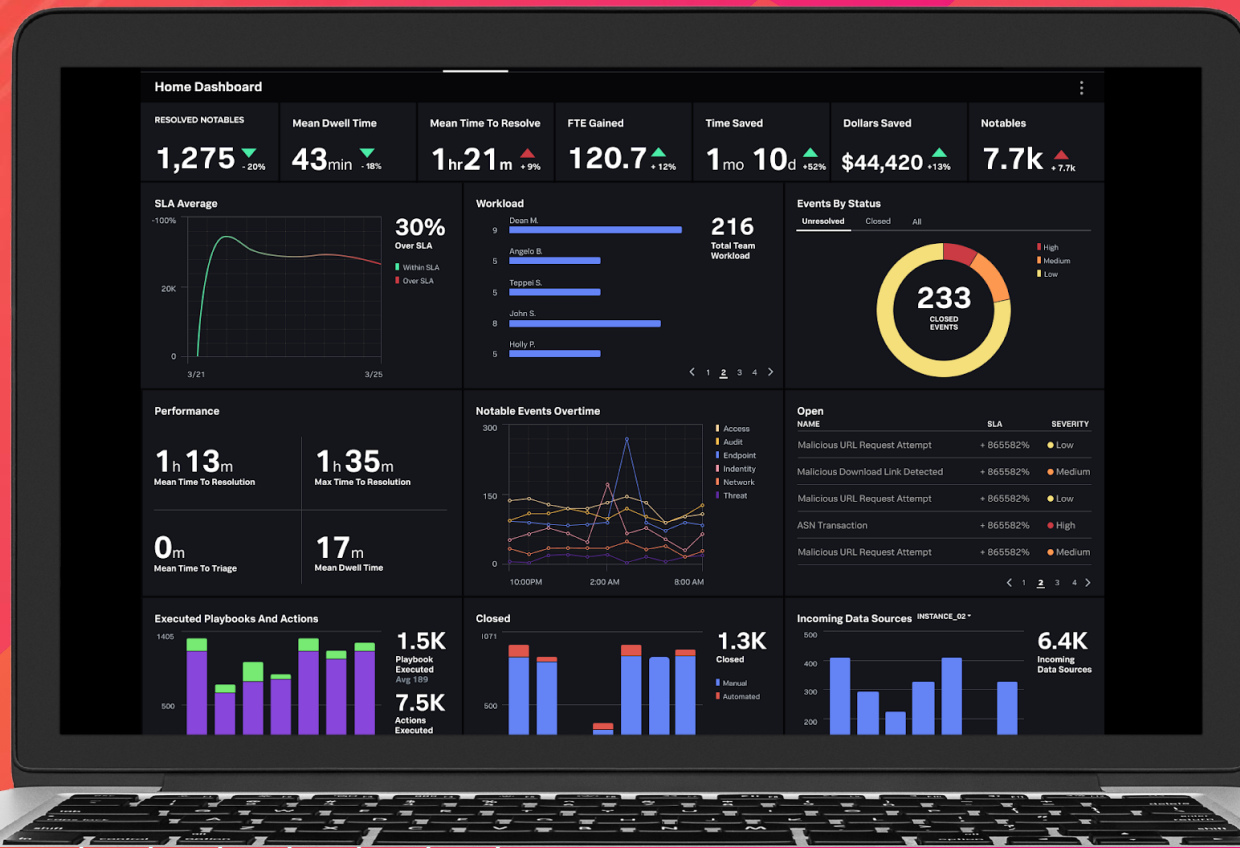 Home Dashboard
RESOLVED NOTABLES
1,275
- 20%
Mean Dwell Time
43min
- 18%
Mean Time To Resolve
1hr21m
+ 9%
FTE Gained
120.7
+ 12%
Time Saved
1mo 10d
+52%
Dollars Saved
$44,420
+13%
Notables
7.7k
+ 7.7k
SLA Average
-100%
20K
0
3/21
3/25
30%
Over SLA
Within SLA
Over SLA
Workload
Dean M.
9
Angelo B.
5
Teppei S.
5
John S.
8
Holly P.
5
216
Total Team
Workload
1 2 3 4
Events By Status
Unresolved Closed All
233
CLOSED
EVENTS
High
Medium
Low
Performance
1h 13m
Mean Time To Resolution
1h 35m
Max Time To Resolution
0m
Mean Time To Triage
17m
Mean Dwell Time
Notable Events Overtime
300
150
0
10:00PM
2:00 AM
8:00 AM
Access
Audit
Endpoint
Indentity
Network
Threat
Open
NAME SLA SEVERITY
Malicious URL Request Attempt + 865582% Low
Malicious Download Link Detected + 865582% Medium
Malicious URL Request Attempt + 865582% Low
ASN Transaction + 865582% High
Malicious URL Request Attempt + 865582% Medium
1 2 3 4
Executed Playbooks And Actions
1405
500
1.5K
Playbook
Executed
Avg 189
7.5K
Actions
Executed
Closed
1071
500
1.3K
Closed
Manual
Automated
Incoming Data Sources INSTANCE_02
500
400
300
200
6.4K
Incoming
Data Sources